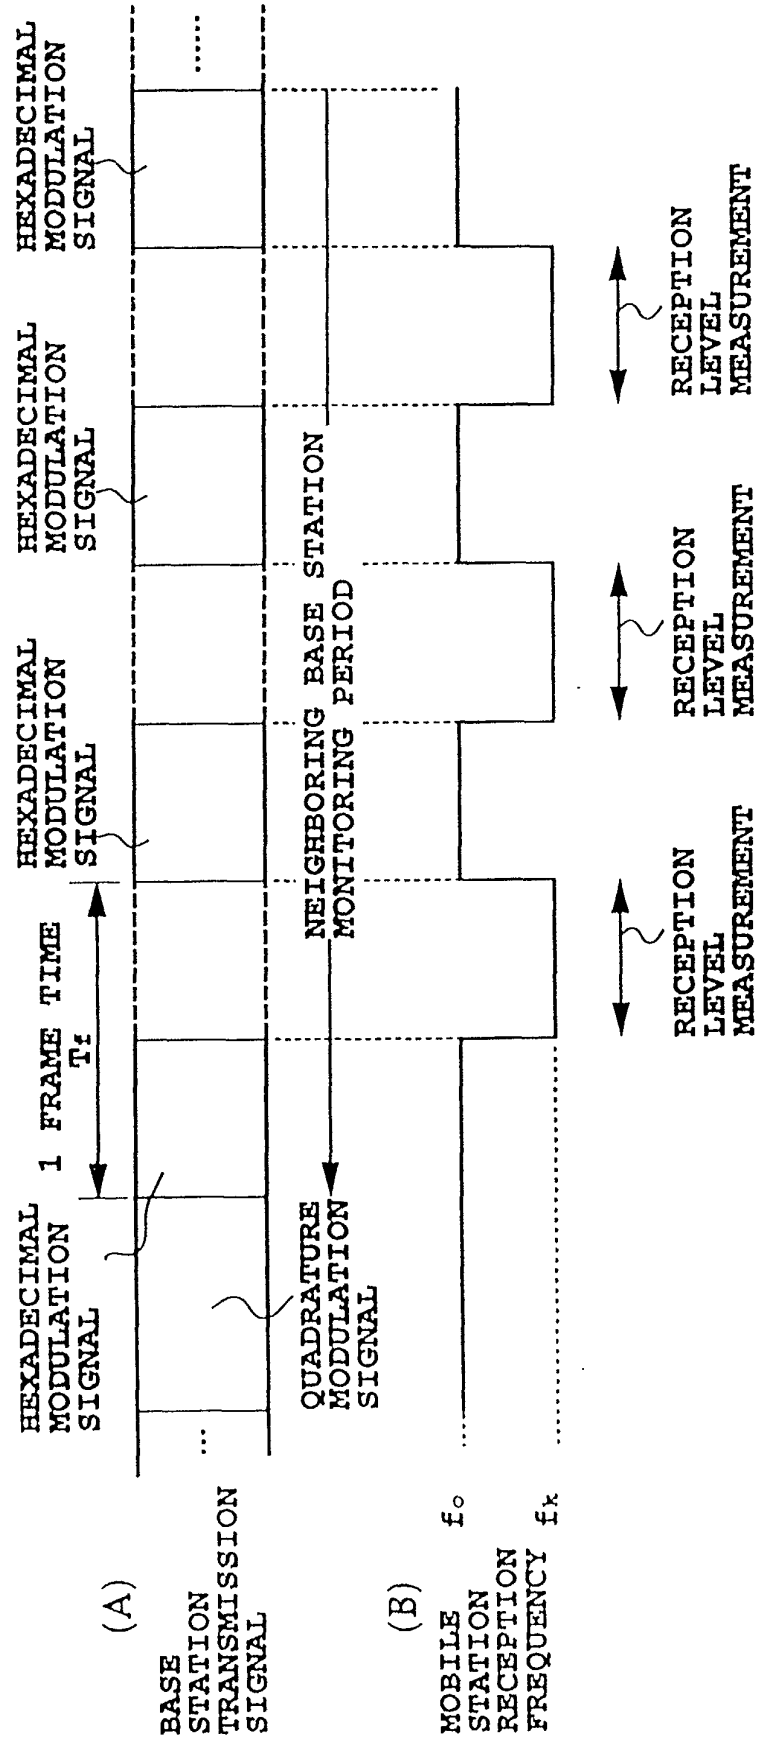 (A)
BASE
STATION
TRANSMISSION
SIGNAL
HEXADECIMAL
MODULATION
SIGNAL
1 FRAME TIME
Tf
HEXADECIMAL
MODULATION
SIGNAL
HEXADECIMAL
MODULATION
SIGNAL
HEXADECIMAL
MODULATION
SIGNAL
...
......
QUADRATURE
MODULATION
SIGNAL
NEIGHBORING BASE STATION
MONITORING PERIOD
(B)
MOBILE
STATION
RECEPTION
FREQUENCY
fo
fk
RECEPTION
LEVEL
MEASUREMENT
RECEPTION
LEVEL
MEASUREMENT
RECEPTION
LEVEL
MEASUREMENT